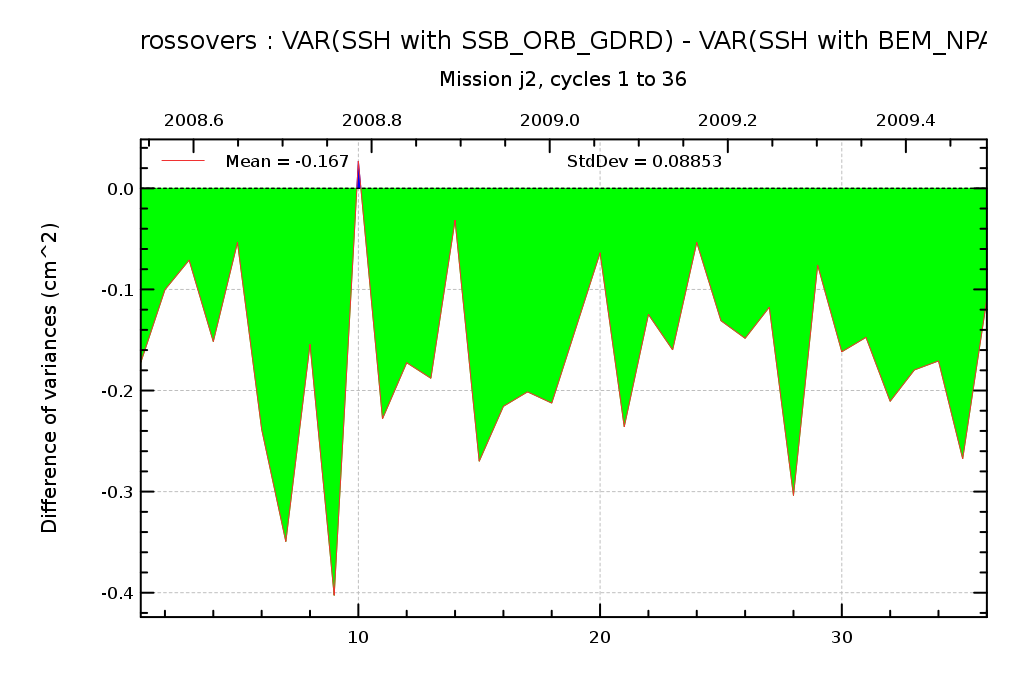 rossovers : VAR(SSH with SSB_ORB_GDRD) - VAR(SSH with BEM_NP
Mission j2, cycles 1 to 36
2008.6 2008.8 2009.0 2009.2 2009.4
Mean = -0.167 StdDev = 0.08853
0.0
-0.1
-0.2
-0.3
-0.4
Difference of variances (cm^2)
10 20 30